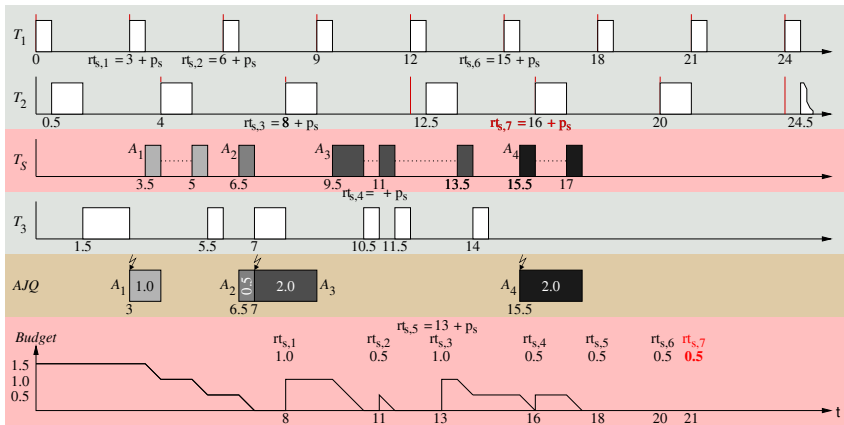 T1
0 rts,1 = 3 + ps rts,2 = 6 + ps 9 12 rts,6 = 15 + ps 18 21 24
T2
0.5 4 rts,3 = 8 + ps 12.5 rts,7 = 16 + ps 20 24.5
TS A1 A2 A3 A4
3.5 5 6.5 9.5 11 13.5 15.5 17
rts,4 = + ps
T3
1.5 5.5 7 10.5 11.5 14
AJQ A1 1.0 A2 0.5 2.0 A3 A4 2.0
3 6.5 7 15.5
rts,5 = 13 + ps
Budget rts,1 rts,2 rts,3 rts,4 rts,5 rts,6 rts,7
1.0 0.5 1.0 0.5 0.5 0.5 0.5
1.5
1.0
0.5
8 11 13 16 18 20 21 t